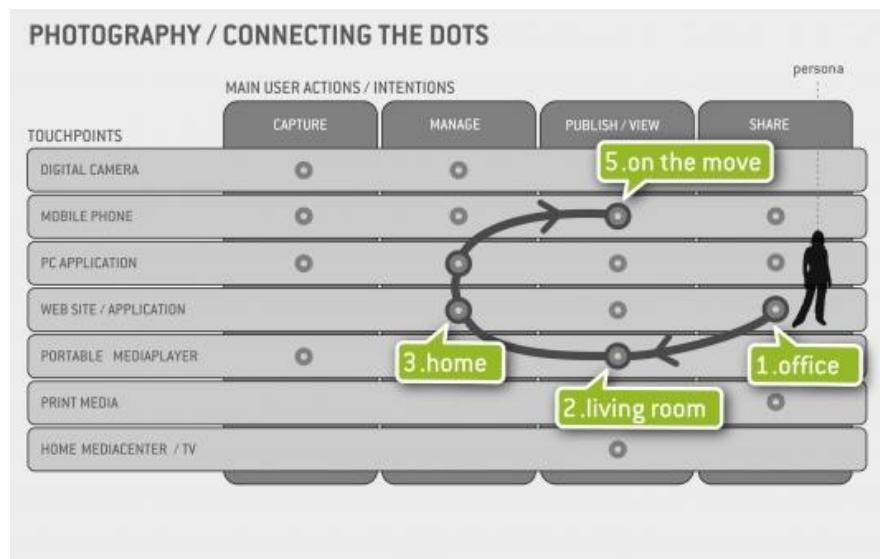 PHOTOGRAPHY / CONNECTING THE DOTS
persona
MAIN USER ACTIONS / INTENTIONS
TOUCHPOINTS
CAPTURE
MANAGE
PUBLISH / VIEW
SHARE
DIGITAL CAMERA
5.on the move
MOBILE PHONE
PC APPLICATION
WEB SITE / APPLICATION
PORTABLE MEDIAPLAYER
3.home
1.office
PRINT MEDIA
2.living room
HOME MEDIACENTER / TV